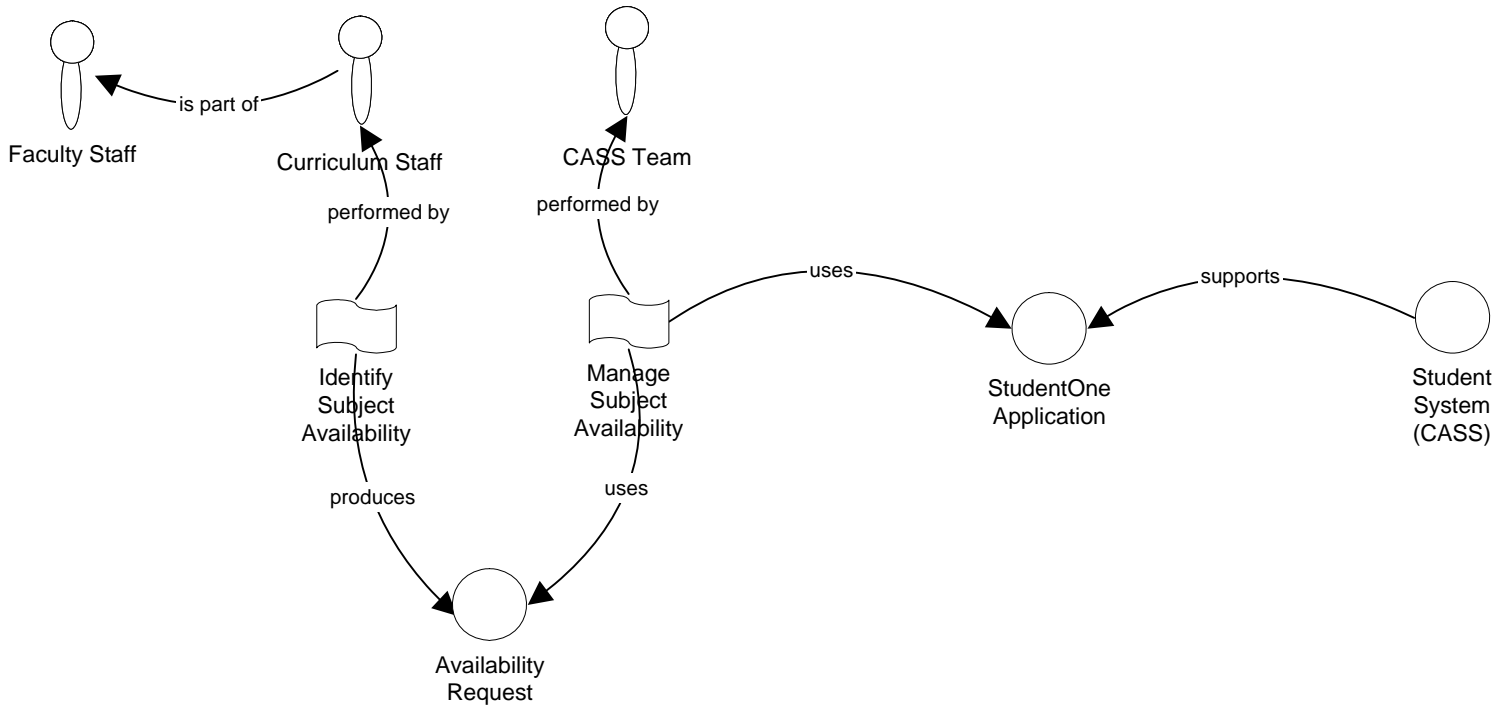 is part of
Faculty Staff
Curriculum Staff
CASS Team
performed by
performed by
uses
supports
Identify
Subject
Availability
Manage
Subject
Availability
StudentOne
Application
Student
System
(CASS)
produces
uses
Availability
Request